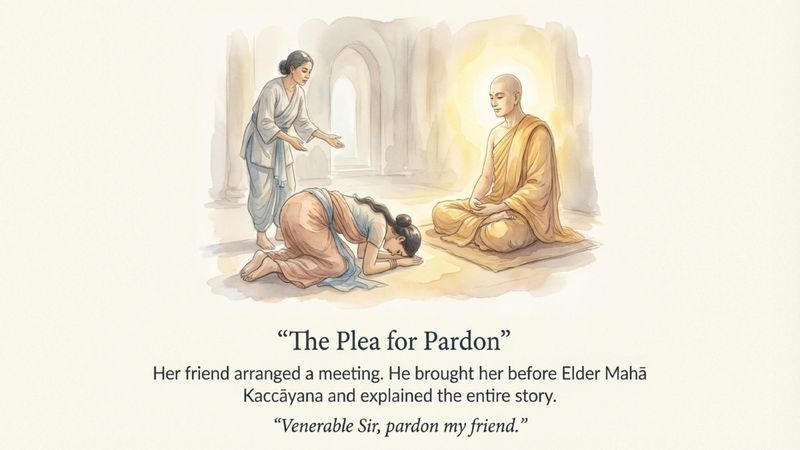 “The Plea for Pardon”
Her friend arranged a meeting. He brought her before Elder Mahā
Kaccāyana and explained the entire story.
“Venerable Sir, pardon my friend.”